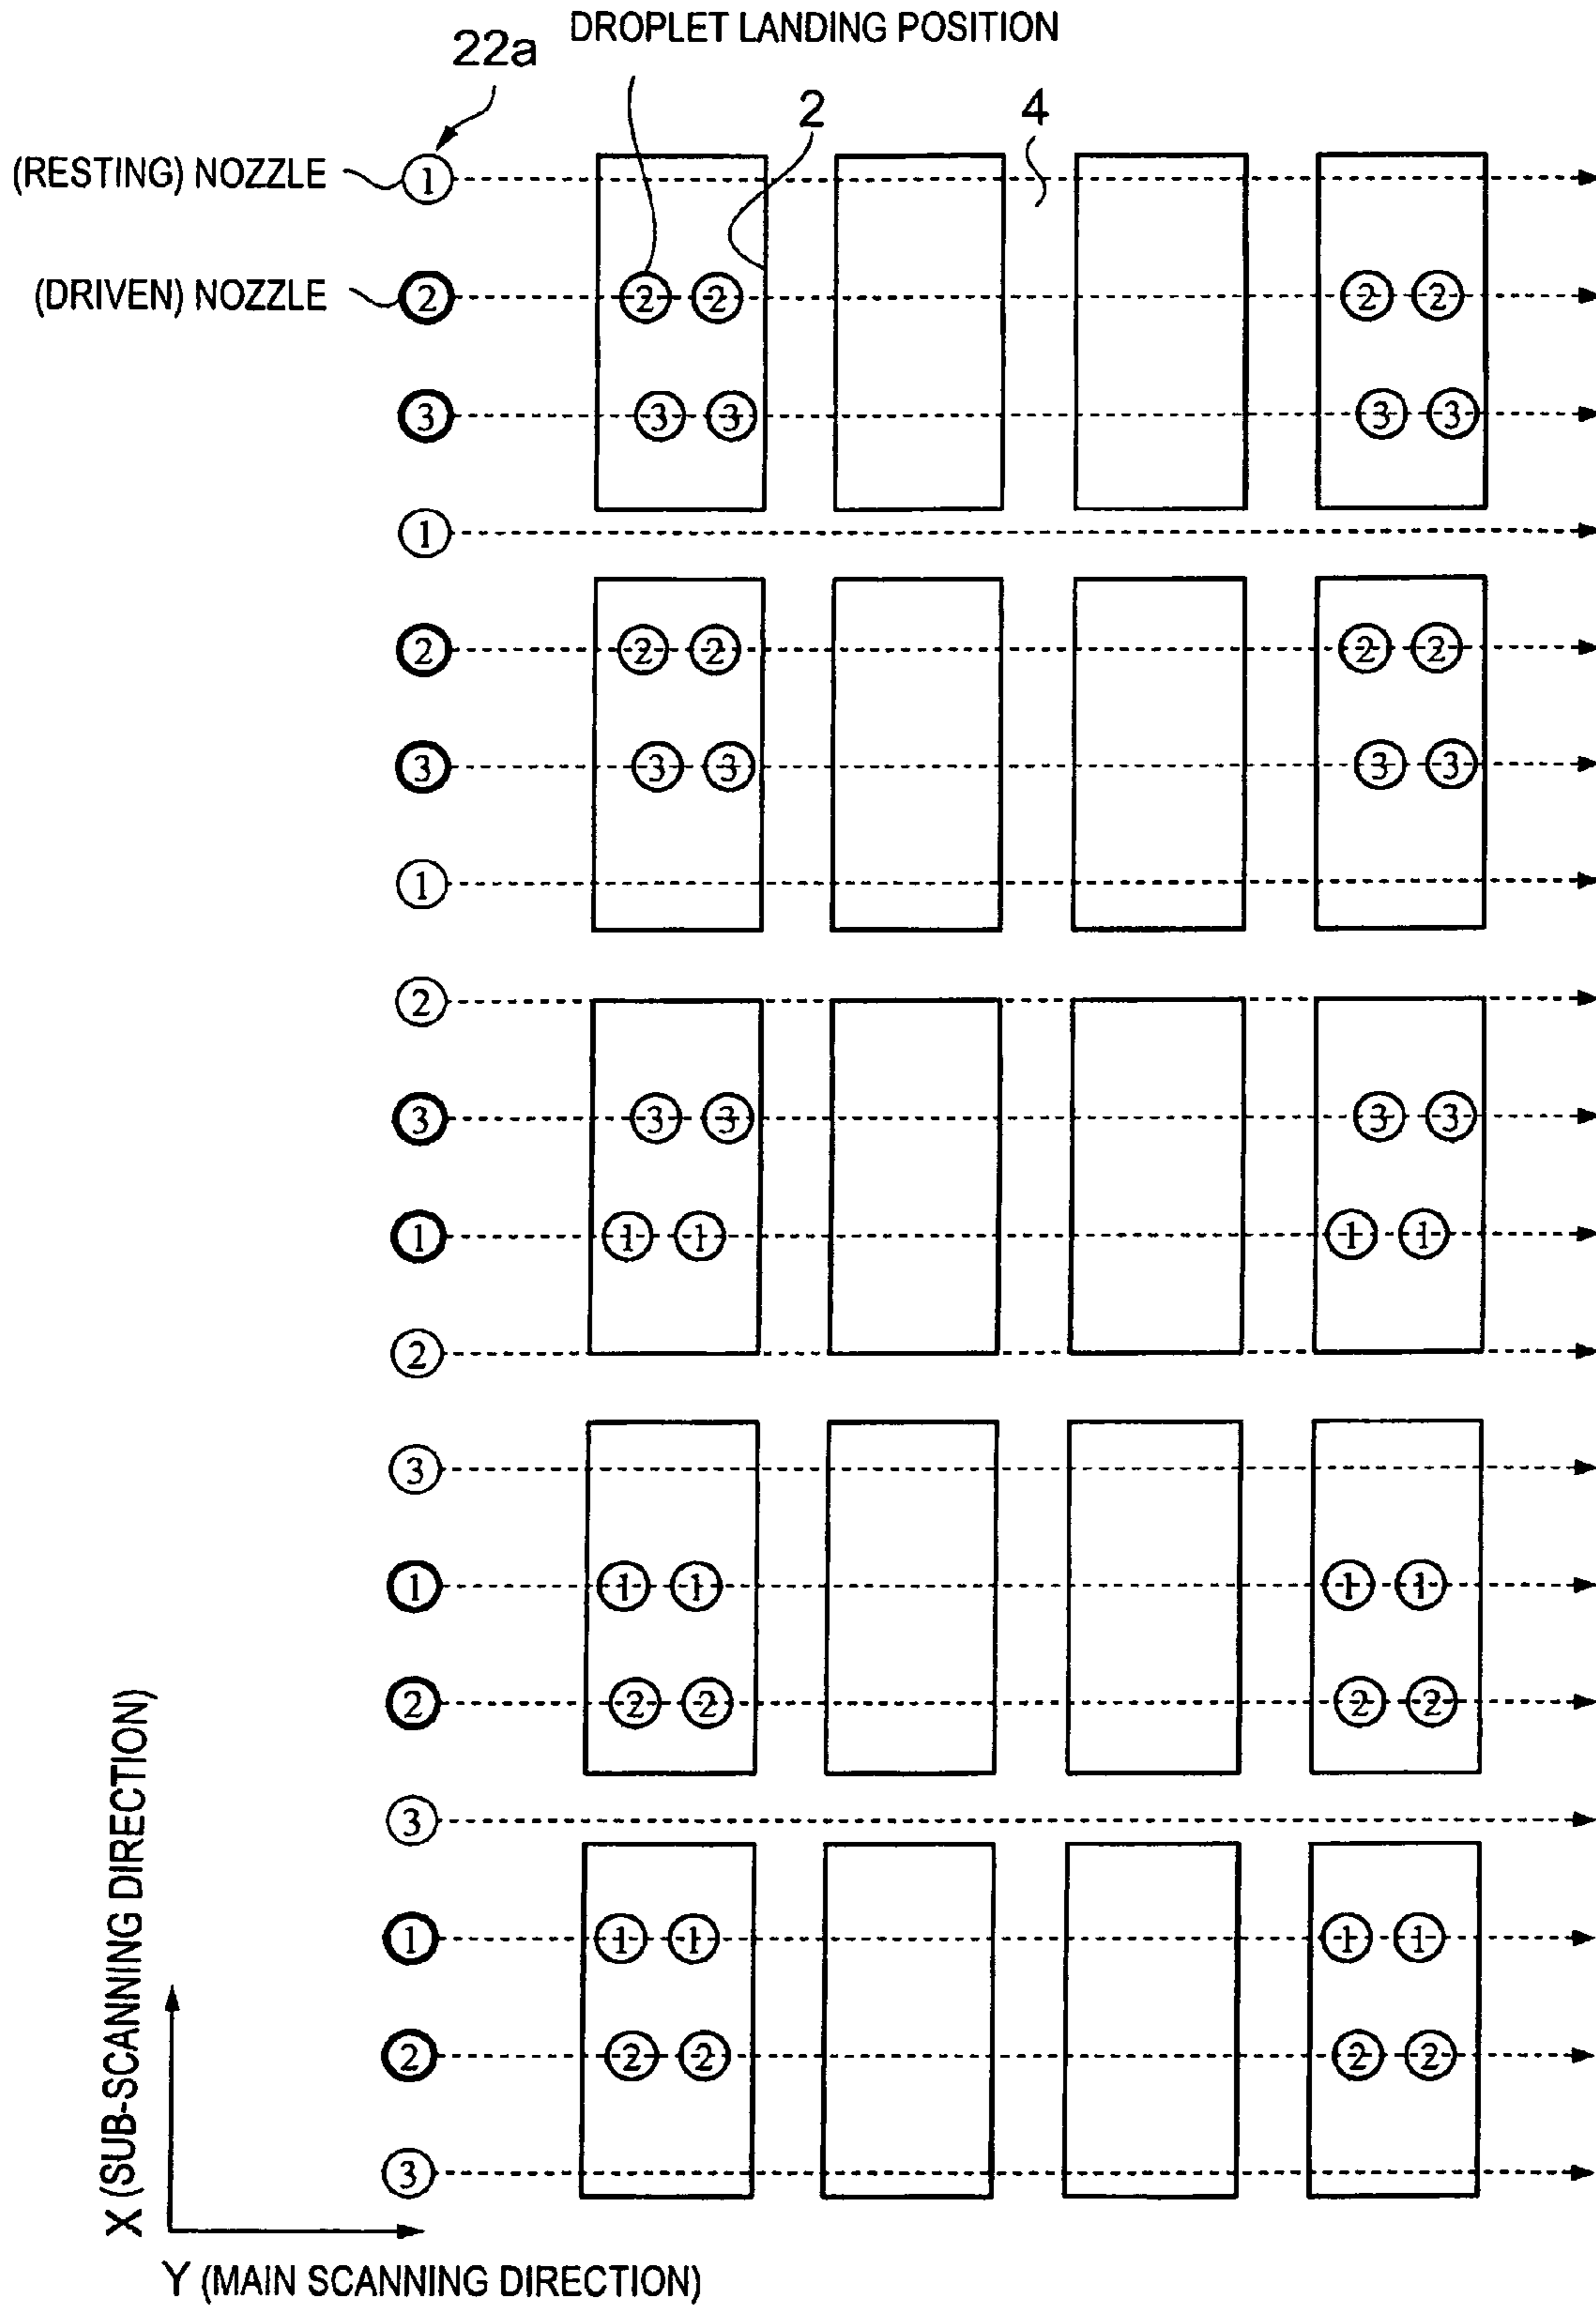 DROPLET LANDING POSITION
22a
2
4
(RESTING) NOZZLE 1
(DRIVEN) NOZZLE 2 2 2 2 2
3 3 3 3 3
1
2 2 2 2 2
3 3 3 3 3
1
2
3 3 3 3 3
1 1 1 1 1
2
3
1 1 1 1 1
2 2 2 2 2
3
1 1 1 1 1
2 2 2 2 2
3
X (SUB-SCANNING DIRECTION)
Y (MAIN SCANNING DIRECTION)